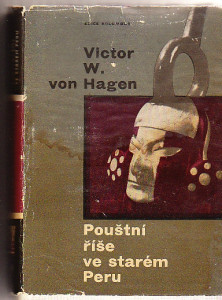 Victor
W.
von Hagen
Pouštní
říše
ve starém
Peru